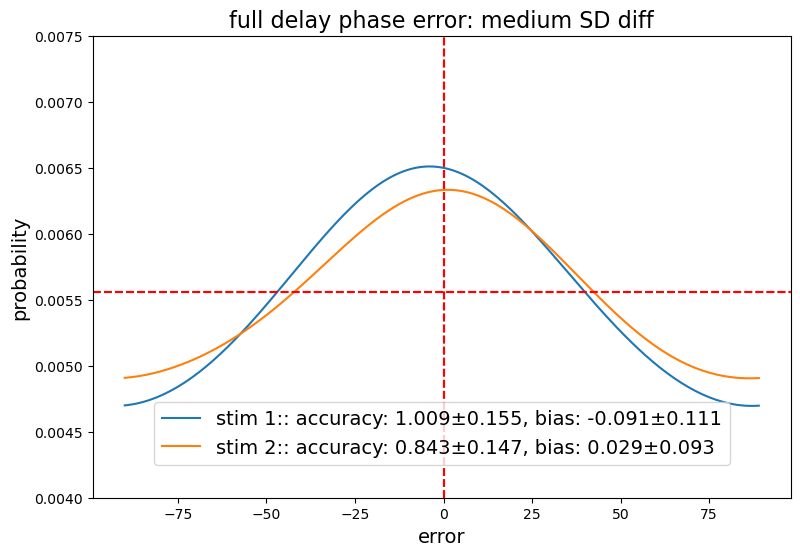 full delay phase error: medium SD diff
0.0075
0.0070
0.0065
0.0060
0.0055
0.0050
0.0045
0.0040
probability
stim 1:: accuracy: 1.009±0.155, bias: -0.091±0.111
stim 2:: accuracy: 0.843±0.147, bias: 0.029±0.093
−75 −50 −25 0 25 50 75
error